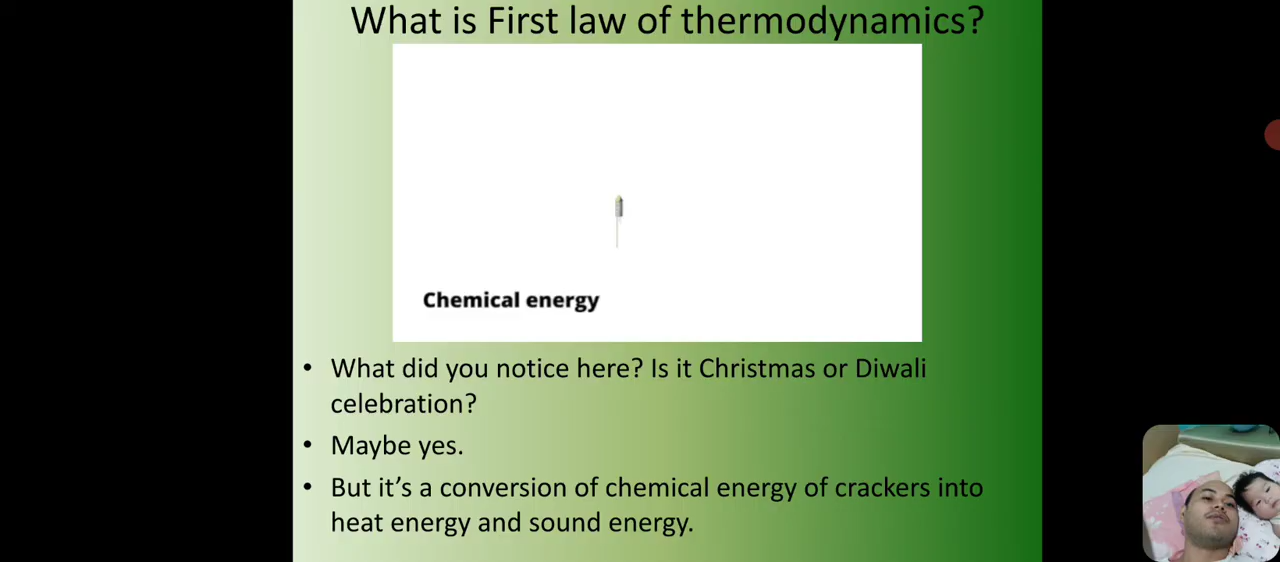 What is First law of thermodynamics?
Chemical energy
• What did you notice here? Is it Christmas or Diwali
celebration?
• Maybe yes.
• But it’s a conversion of chemical energy of crackers into
heat energy and sound energy.